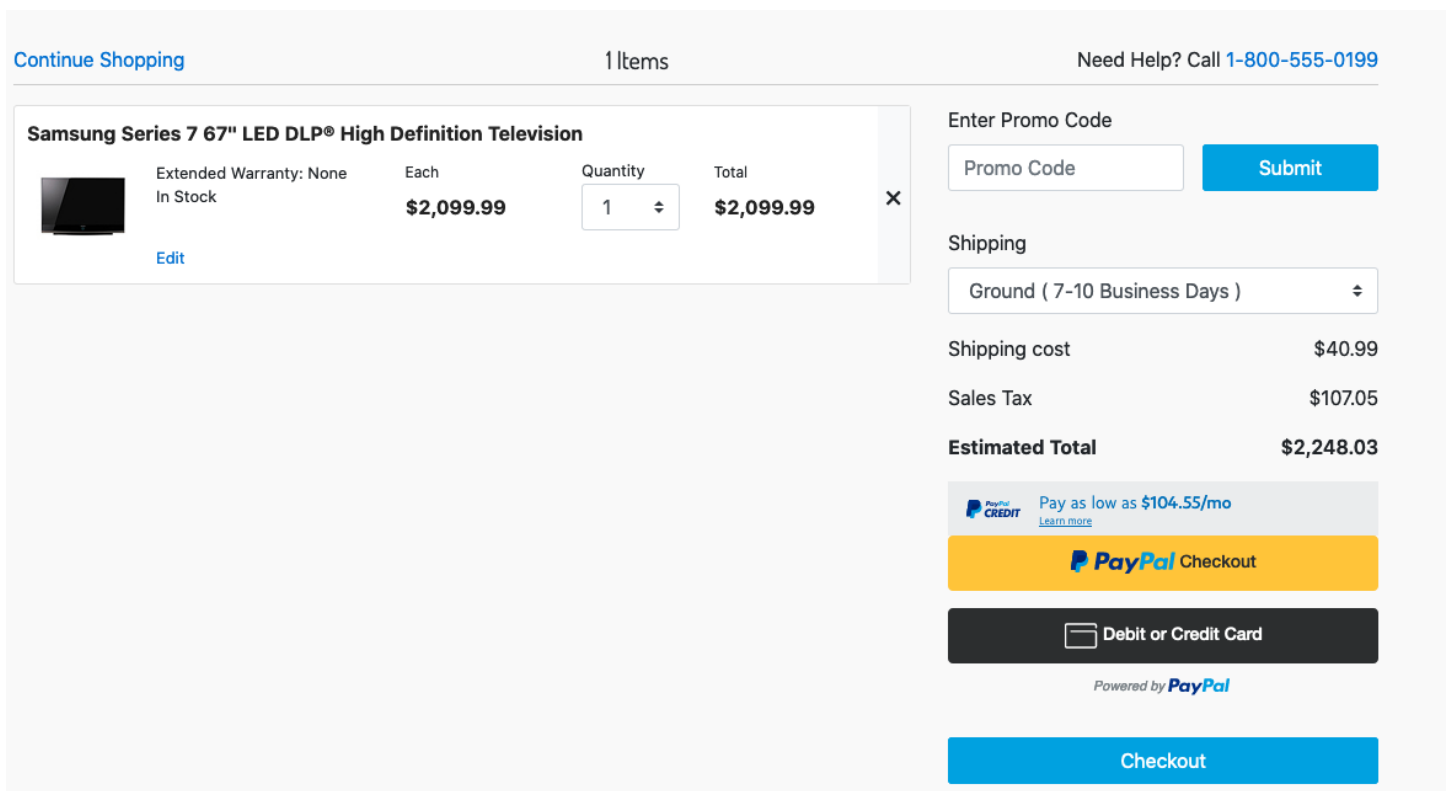 Continue Shopping
1 Items
Need Help? Call 1-800-555-0199
Samsung Series 7 67" LED DLP® High Definition Television
Extended Warranty: None
In Stock
Edit
Each
$2,099.99
Quantity
1
Total
$2,099.99
×
Enter Promo Code
Promo Code
Submit
Shipping
Ground ( 7-10 Business Days )
Shipping cost $40.99
Sales Tax $107.05
Estimated Total $2,248.03
PayPal
CREDIT
Pay as low as $104.55/mo
Learn more
PayPal Checkout
Debit or Credit Card
Powered by PayPal
Checkout